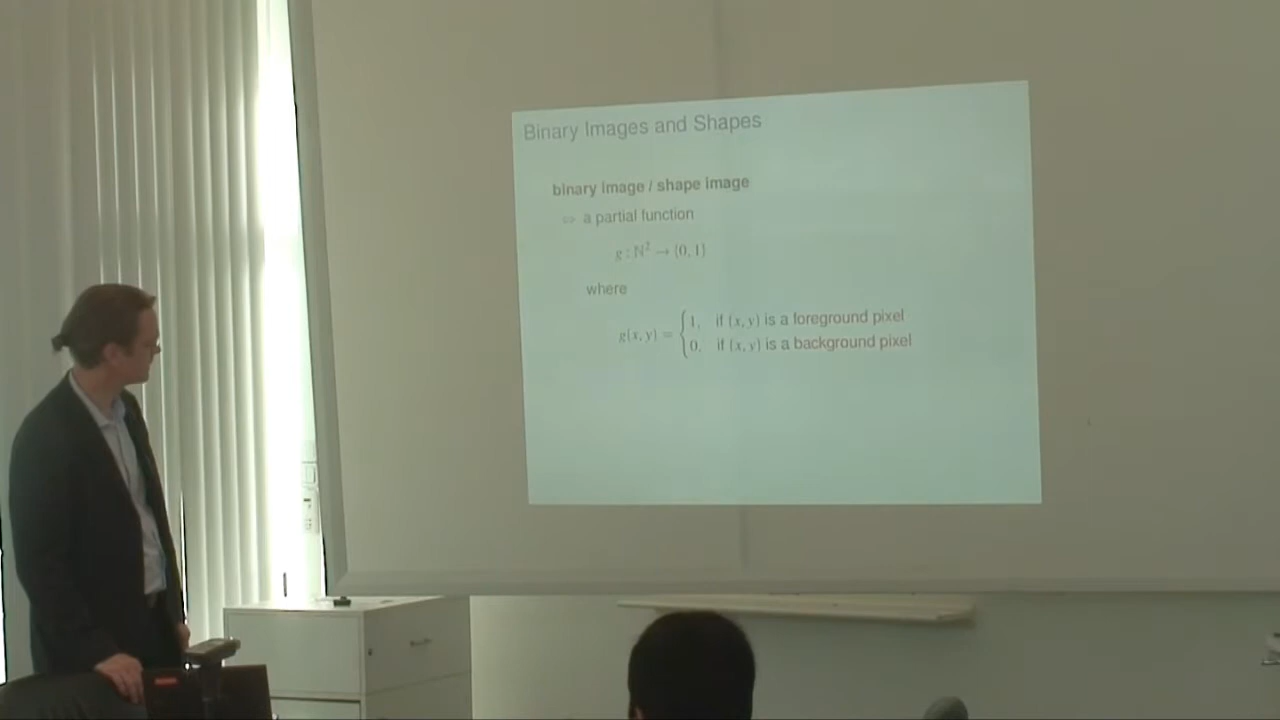 Binary Images and Shapes
binary image / shape image
⇔ a partial function
g : ℕ² → {0, 1}
where
g(x, y) = { 1, if (x, y) is a foreground pixel
0, if (x, y) is a background pixel